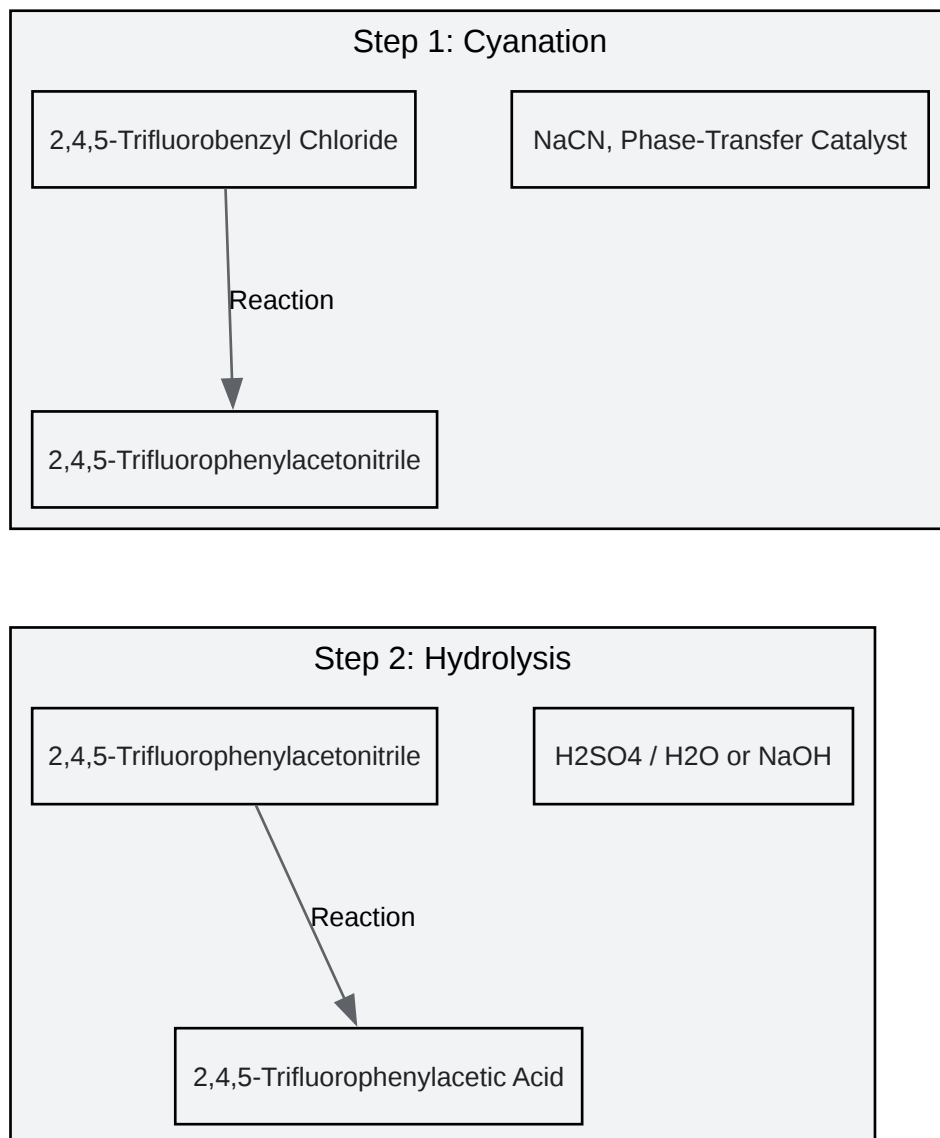 Step 1: Cyanation
2,4,5-Trifluorobenzyl Chloride
NaCN, Phase-Transfer Catalyst
Reaction
2,4,5-Trifluorophenylacetonitrile
Step 2: Hydrolysis
2,4,5-Trifluorophenylacetonitrile
H2SO4 / H2O or NaOH
Reaction
2,4,5-Trifluorophenylacetic Acid